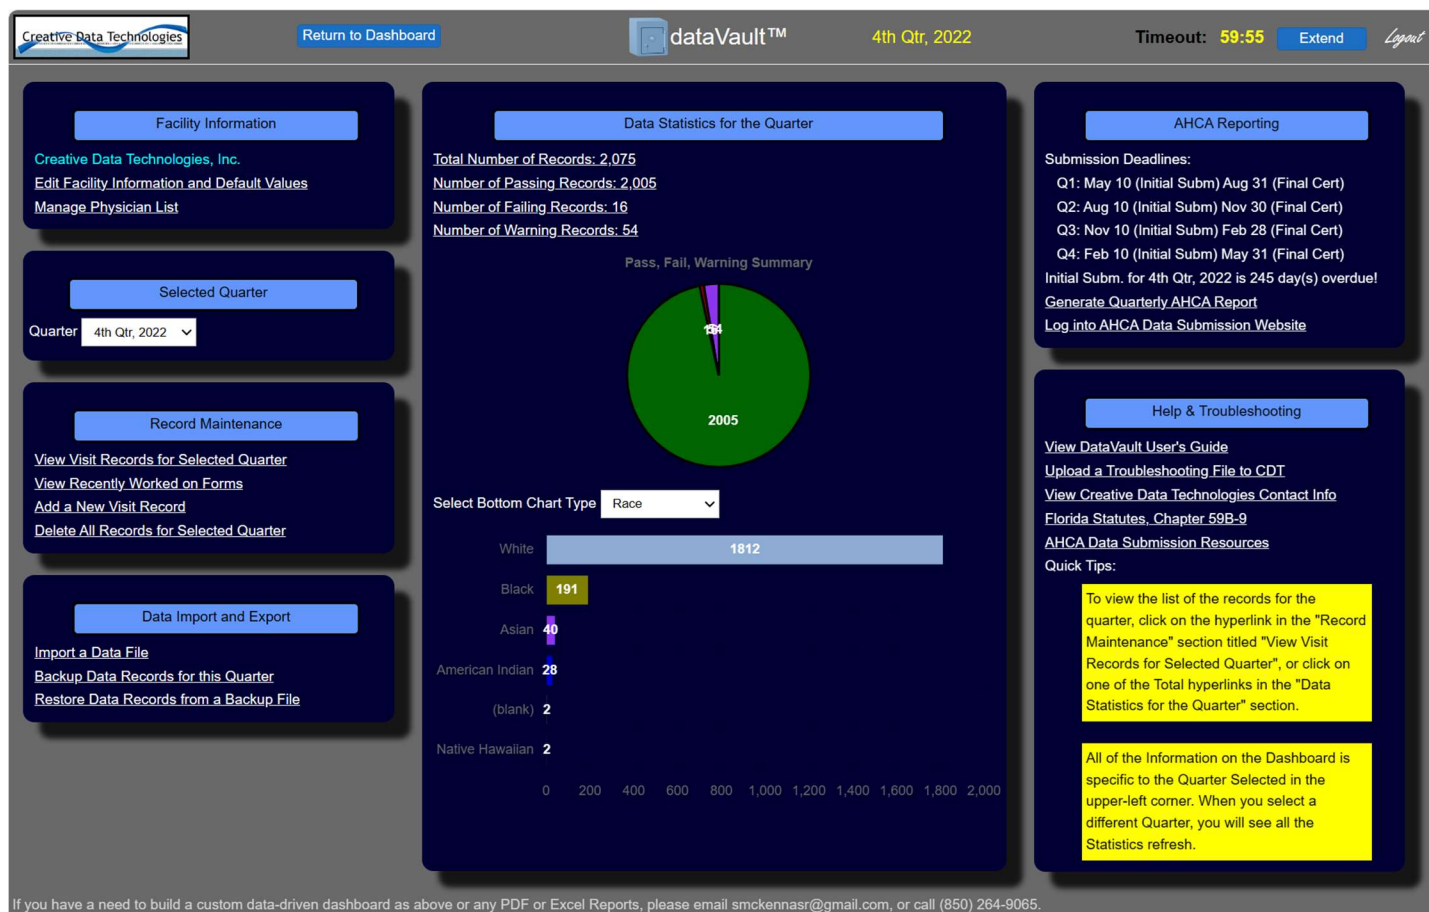 Creative Data Technologies
Return to Dashboard
dataVault™
4th Qtr, 2022
Timeout: 59:55
Extend
Logout
Facility Information
Creative Data Technologies, Inc.
Edit Facility Information and Default Values
Manage Physician List
Selected Quarter
Quarter 4th Qtr, 2022
Record Maintenance
View Visit Records for Selected Quarter
View Recently Worked on Forms
Add a New Visit Record
Delete All Records for Selected Quarter
Data Import and Export
Import a Data File
Backup Data Records for this Quarter
Restore Data Records from a Backup File
Data Statistics for the Quarter
Total Number of Records: 2,075
Number of Passing Records: 2,005
Number of Failing Records: 16
Number of Warning Records: 54
Pass, Fail, Warning Summary
16
54
2005
Select Bottom Chart Type Race
White 1812
Black 191
Asian 40
American Indian 28
(blank) 2
Native Hawaiian 2
0 200 400 600 800 1,000 1,200 1,400 1,600 1,800 2,000
AHCA Reporting
Submission Deadlines:
Q1: May 10 (Initial Subm) Aug 31 (Final Cert)
Q2: Aug 10 (Initial Subm) Nov 30 (Final Cert)
Q3: Nov 10 (Initial Subm) Feb 28 (Final Cert)
Q4: Feb 10 (Initial Subm) May 31 (Final Cert)
Initial Subm. for 4th Qtr, 2022 is 245 day(s) overdue!
Generate Quarterly AHCA Report
Log into AHCA Data Submission Website
Help & Troubleshooting
View DataVault User's Guide
Upload a Troubleshooting File to CDT
View Creative Data Technologies Contact Info
Florida Statutes, Chapter 59B-9
AHCA Data Submission Resources
Quick Tips:
To view the list of the records for the
quarter, click on the hyperlink in the "Record
Maintenance" section titled "View Visit
Records for Selected Quarter", or click on
one of the Total hyperlinks in the "Data
Statistics for the Quarter" section.
All of the Information on the Dashboard is
specific to the Quarter Selected in the
upper-left corner. When you select a
different Quarter, you will see all the
Statistics refresh.
If you have a need to build a custom data-driven dashboard as above or any PDF or Excel Reports, please email smckennasr@gmail.com, or call (850) 264-9065.